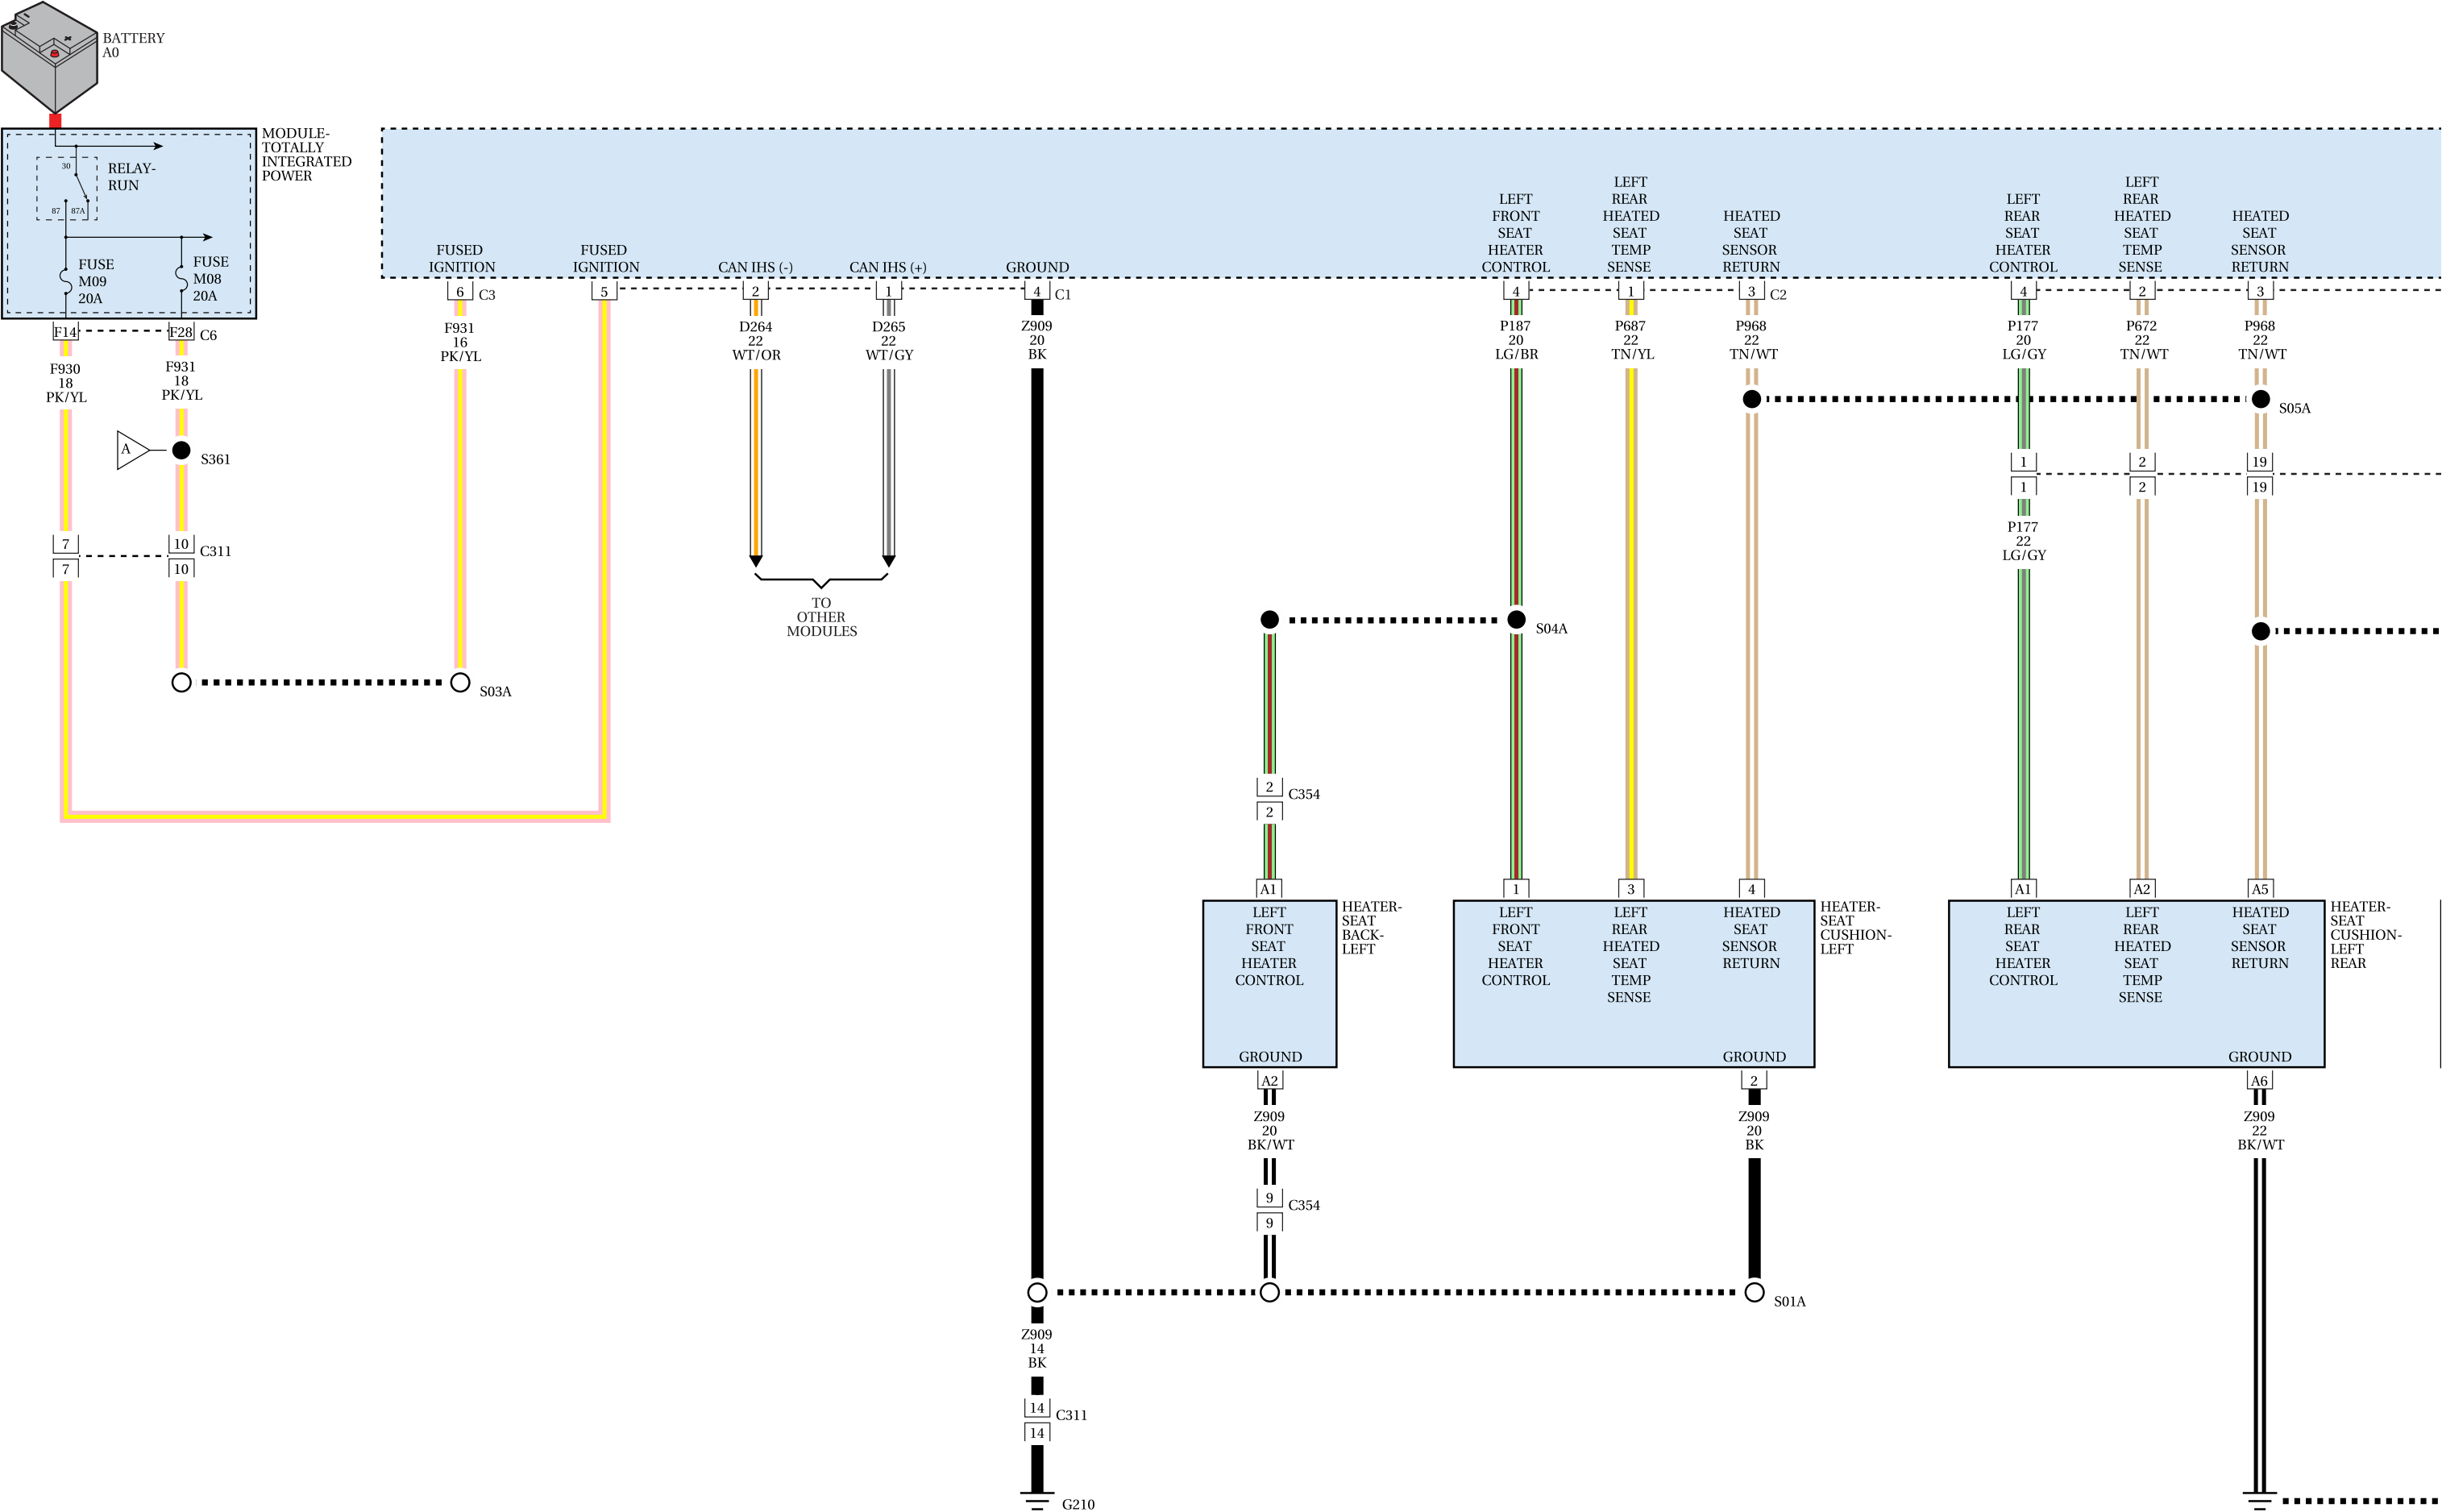 BATTERY
A0
MODULE-
TOTALLY
INTEGRATED
POWER
30
RELAY-
RUN
87
87A
FUSE
M09
20A
FUSE
M08
20A
F14
F28
C6
F930
18
PK/YL
F931
18
PK/YL
A
S361
7
10
C311
7
10
S03A
FUSED
IGNITION
6
C3
F931
16
PK/YL
FUSED
IGNITION
5
CAN IHS (-)
2
D264
22
WT/OR
CAN IHS (+)
1
D265
22
WT/GY
TO
OTHER
MODULES
GROUND
4
C1
Z909
20
BK
LEFT
FRONT
SEAT
HEATER
CONTROL
4
P187
20
LG/BR
LEFT
REAR
HEATED
SEAT
TEMP
SENSE
1
P687
22
TN/YL
HEATED
SEAT
SENSOR
RETURN
3
C2
P968
22
TN/WT
LEFT
REAR
SEAT
HEATER
CONTROL
4
P177
20
LG/GY
LEFT
REAR
HEATED
SEAT
TEMP
SENSE
2
P672
22
TN/WT
HEATED
SEAT
SENSOR
RETURN
3
P968
22
TN/WT
S05A
1
2
19
1
2
19
P177
22
LG/GY
S04A
2
C354
2
A1
1
3
4
A1
A2
A5
LEFT
FRONT
SEAT
HEATER
CONTROL
GROUND
HEATER-
SEAT
BACK-
LEFT
LEFT
FRONT
SEAT
HEATER
CONTROL
LEFT
REAR
HEATED
SEAT
TEMP
SENSE
HEATED
SEAT
SENSOR
RETURN
GROUND
HEATER-
SEAT
CUSHION-
LEFT
LEFT
REAR
SEAT
HEATER
CONTROL
LEFT
REAR
HEATED
SEAT
TEMP
SENSE
HEATED
SEAT
SENSOR
RETURN
GROUND
HEATER-
SEAT
CUSHION-
LEFT
REAR
A2
2
A6
Z909
20
BK/WT
Z909
20
BK
Z909
22
BK/WT
9
C354
9
S01A
Z909
14
BK
14
C311
14
G210